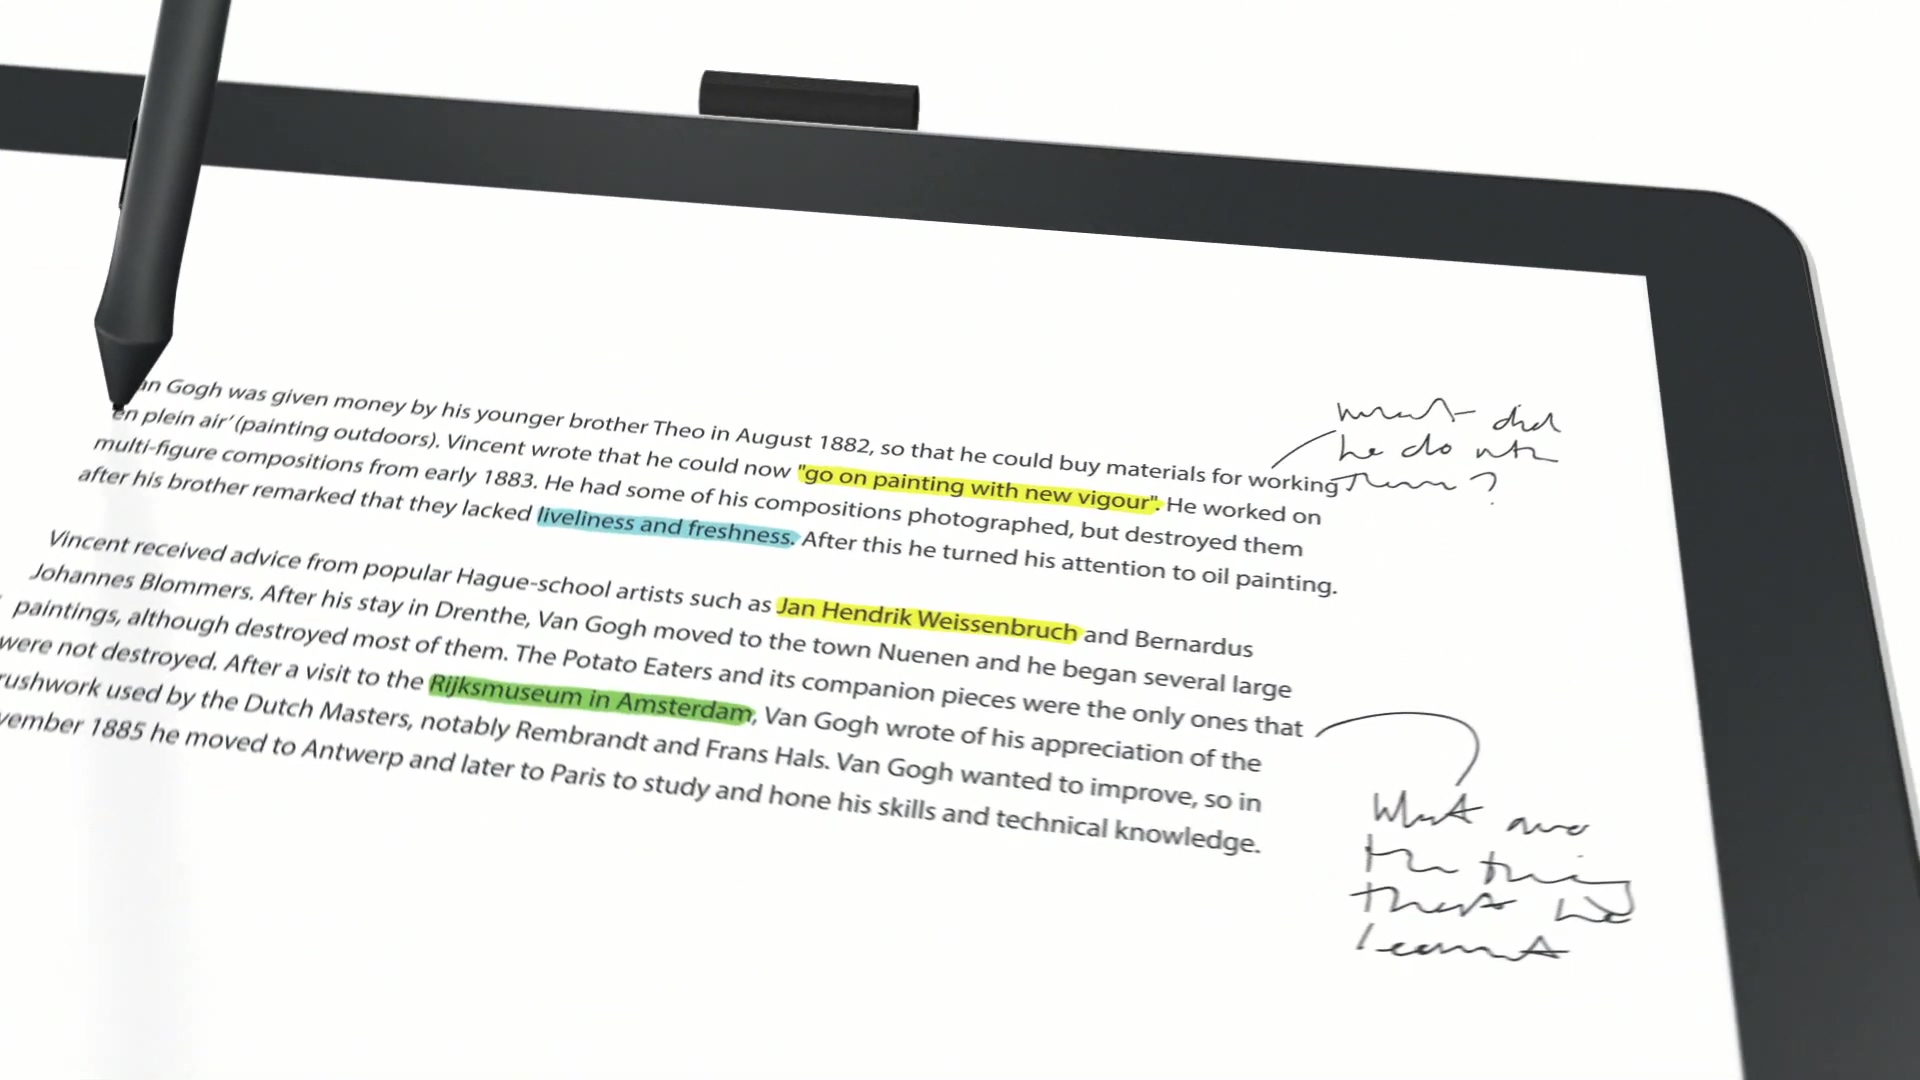 an Gogh was given money by his younger brother Theo in August 1882, so that he could buy materials for working
en plein air' (painting outdoors). Vincent wrote that he could now "go on painting with new vigour". He worked on
multi-figure compositions from early 1883. He had some of his compositions photographed, but destroyed them
after his brother remarked that they lacked liveliness and freshness. After this he turned his attention to oil painting.
what did
he do with
them?
Vincent received advice from popular Hague-school artists such as Jan Hendrik Weissenbruch and Bernardus
Johannes Blommers. After his stay in Drenthe, Van Gogh moved to the town Nuenen and he began several large
paintings, although destroyed most of them. The Potato Eaters and its companion pieces were the only ones that
were not destroyed. After a visit to the Rijksmuseum in Amsterdam, Van Gogh wrote of his appreciation of the
rushwork used by the Dutch Masters, notably Rembrandt and Frans Hals. Van Gogh wanted to improve, so in
vember 1885 he moved to Antwerp and later to Paris to study and hone his skills and technical knowledge.
What are
the thing
that he
learnt